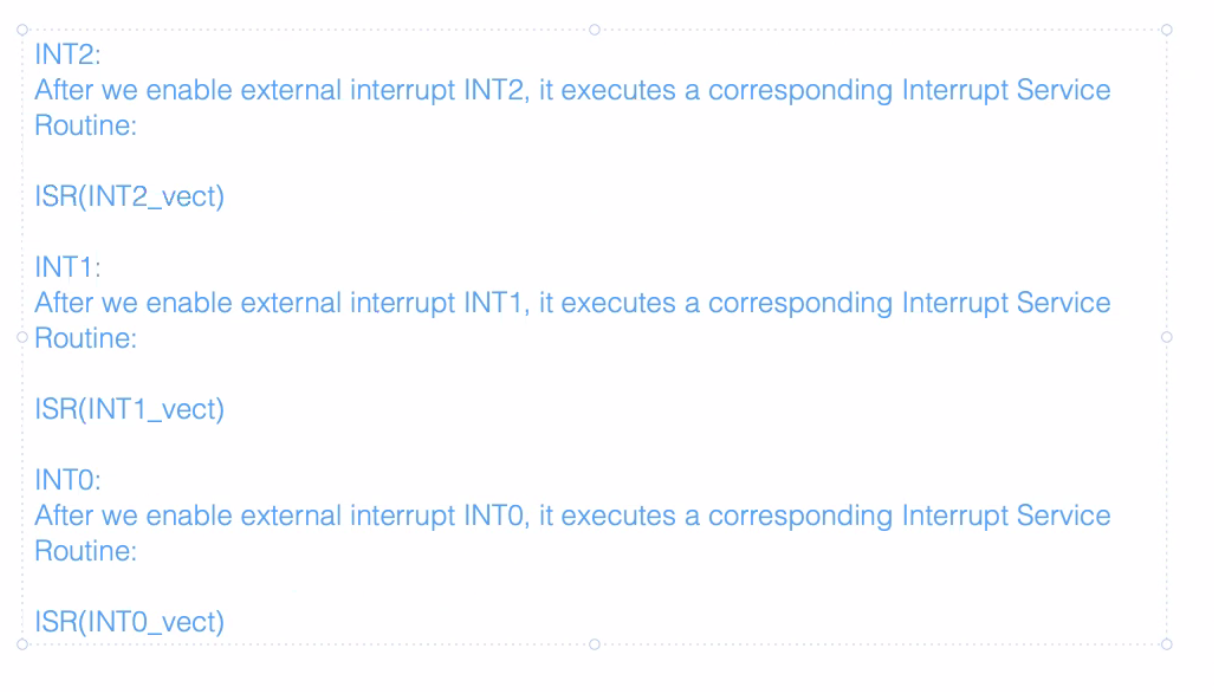 INT2:
After we enable external interrupt INT2, it executes a corresponding Interrupt Service
Routine:
ISR(INT2_vect)
INT1:
After we enable external interrupt INT1, it executes a corresponding Interrupt Service
Routine:
ISR(INT1_vect)
INT0:
After we enable external interrupt INT0, it executes a corresponding Interrupt Service
Routine:
ISR(INT0_vect)